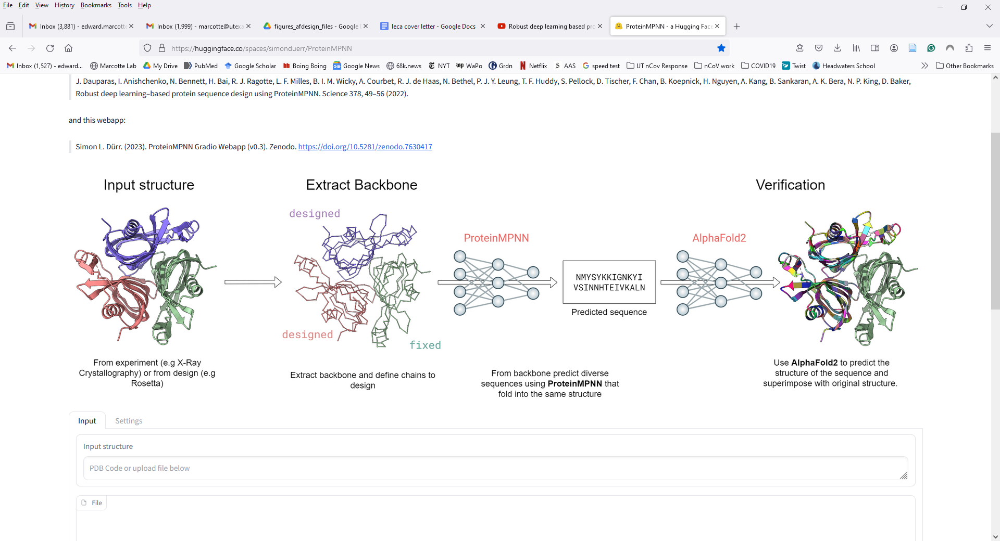 File Edit View History Bookmarks Tools Help
Inbox (3,881) - edward.marcotte
Inbox (1,999) - marcotte@utexa
figures_afdesign_files - Google
leca cover letter - Google Docs
Robust deep learning based pro
ProteinMPNN - a Hugging Face
https://huggingface.co/spaces/simonduerr/ProteinMPNN
Inbox (1,527) - edward... Marcotte Lab My Drive PubMed Google Scholar Boing Boing Google News 68k.news NYT WaPo Grdn Netflix AAS speed test UT nCov Response nCoV work COVID19 Twist Headwaters School Other Bookmarks
J. Dauparas, I. Anishchenko, N. Bennett, H. Bai, R. J. Ragotte, L. F. Milles, B. I. M. Wicky, A. Courbet, R. J. de Haas, N. Bethel, P. J. Y. Leung, T. F. Huddy, S. Pellock, D. Tischer, F. Chan, B. Koepnick, H. Nguyen, A. Kang, B. Sankaran, A. K. Bera, N. P. King, D. Baker,
Robust deep learning–based protein sequence design using ProteinMPNN. Science 378, 49–56 (2022).
and this webapp:
Simon L. Dürr. (2023). ProteinMPNN Gradio Webapp (v0.3). Zenodo. https://doi.org/10.5281/zenodo.7630417
Input structure
Extract Backbone
Verification
designed
ProteinMPNN
AlphaFold2
NMYSYKKIGNKYI
VSINNHTEIVKALN
Predicted sequence
designed
fixed
From experiment (e.g X-Ray
Crystallography) or from design (e.g
Rosetta)
Extract backbone and define chains to
design
From backbone predict diverse
sequences using ProteinMPNN that
fold into the same structure
Use AlphaFold2 to predict the
structure of the sequence and
superimpose with original structure.
Input Settings
Input structure
PDB Code or upload file below
File